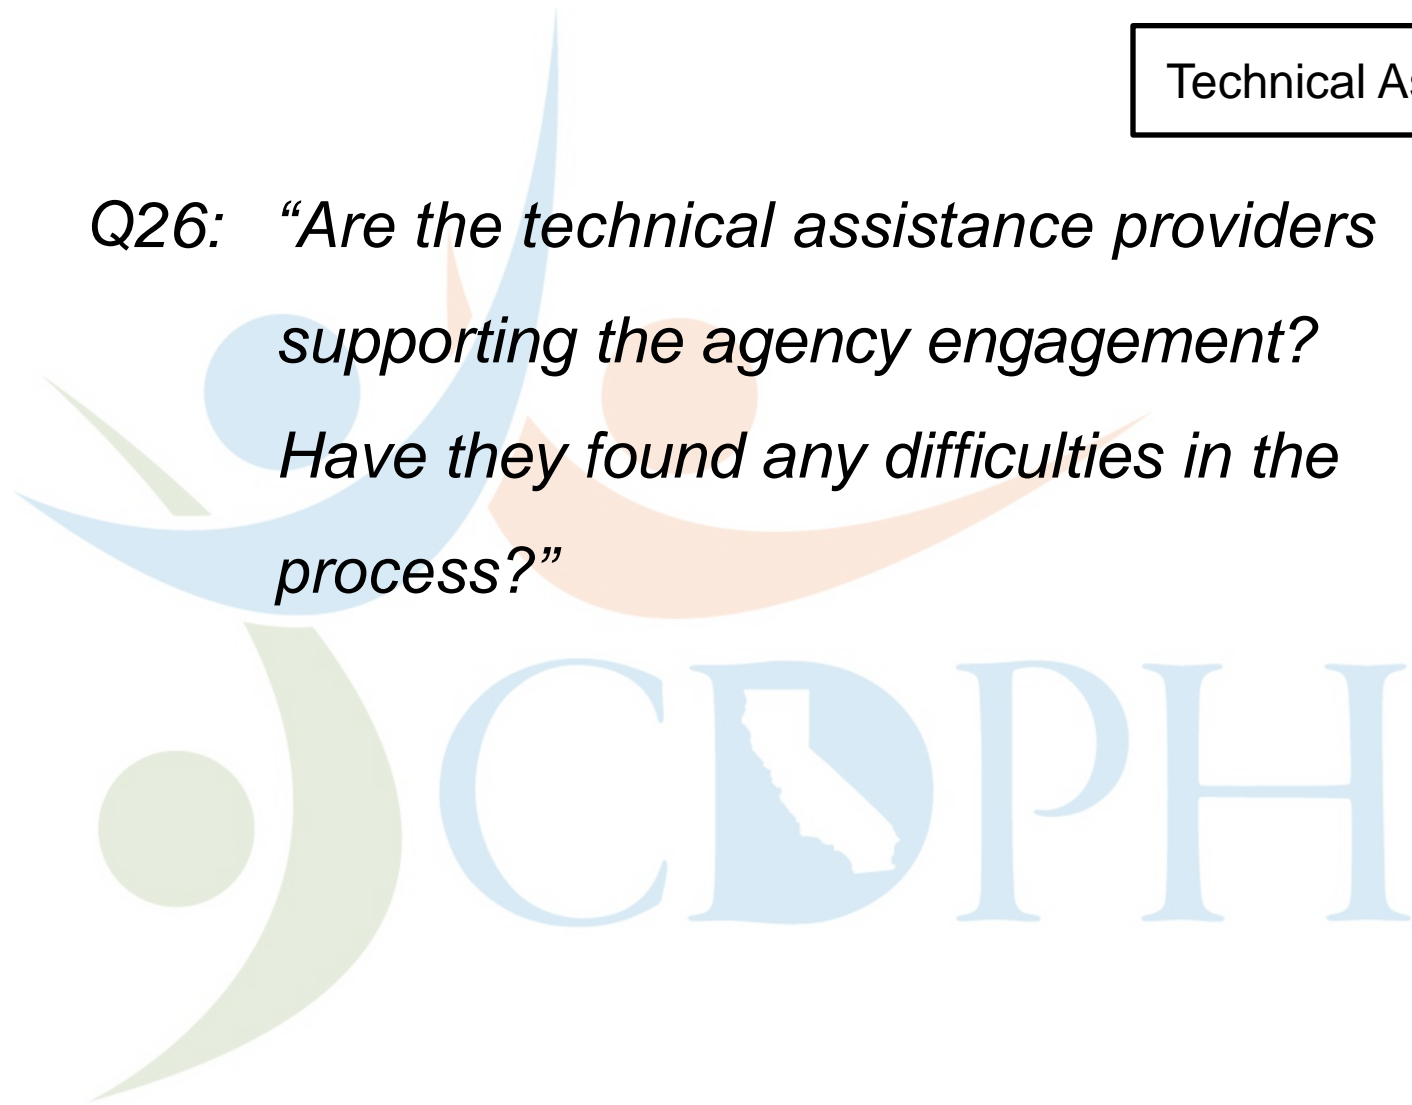 Technical
Q26: “Are the technical assistance providers
supporting the agency engagement?
Have they found any difficulties in the
process?”
CDPH